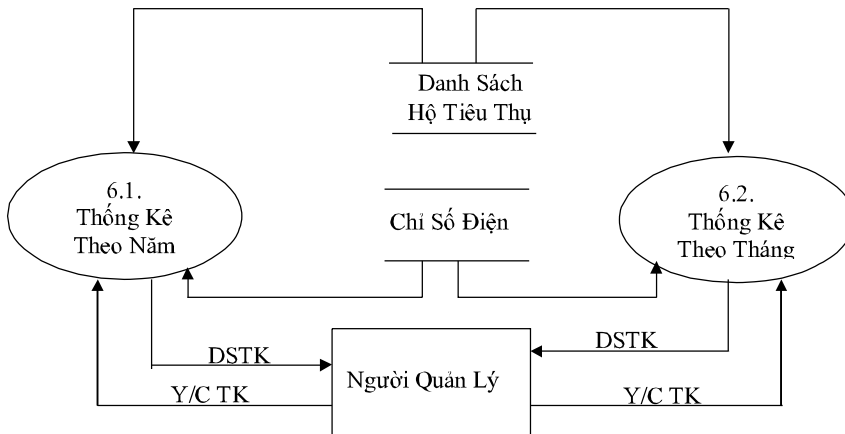 Danh Sách
Hộ Tiêu Thụ
6.1.
Thống Kê
Theo Năm
Chỉ Số Điện
6.2.
Thống Kê
Theo Tháng
DSTK
DSTK
Người Quản Lý
Y/C TK
Y/C TK